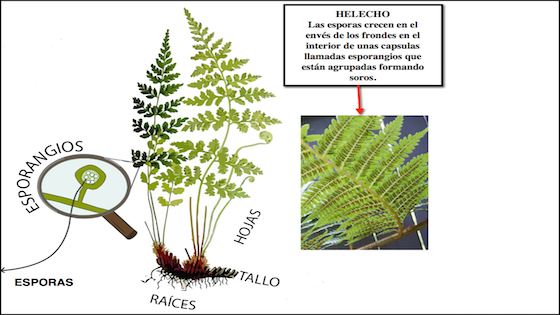 HELECHO
Las esporas crecen en el
envés de los frondes en el
interior de unas capsulas
llamadas esporangios que
están agrupadas formando
soros.
ESPORANGIOS
HOJAS
ESPORAS
TALLO
RAÍCES